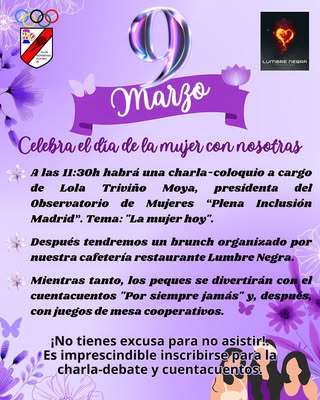 LUMBRE NEGRA
9
Marzo
Celebra el día de la mujer con nosotras
A las 11:30h habrá una charla-coloquio a cargo
de Lola Triviño Moya, presidenta del
Observatorio de Mujeres "Plena Inclusión
Madrid". Tema: "La mujer hoy".
Después tendremos un brunch organizado por
nuestra cafetería restaurante Lumbre Negra.
Mientras tanto, los peques se divertirán con el
cuentacuentos "Por siempre jamás" y, después,
con juegos de mesa cooperativos.
¡No tienes excusa para no asistir!.
Es imprescindible inscribirse para la
charla-debate y cuentacuentos.